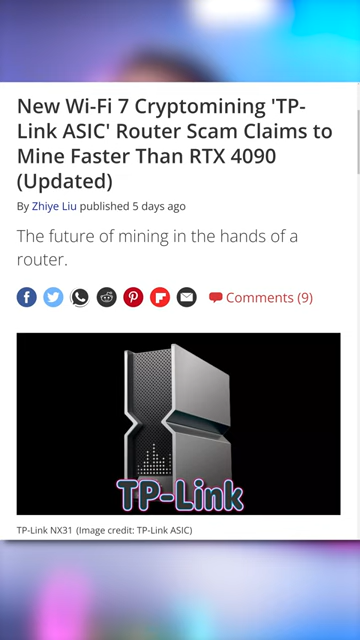 New Wi-Fi 7 Cryptomining 'TP-
Link ASIC' Router Scam Claims to
Mine Faster Than RTX 4090
(Updated)
By Zhiye Liu published 5 days ago
The future of mining in the hands of a
router.
Comments (9)
TP-Link
TP-Link NX31 (Image credit: TP-Link ASIC)